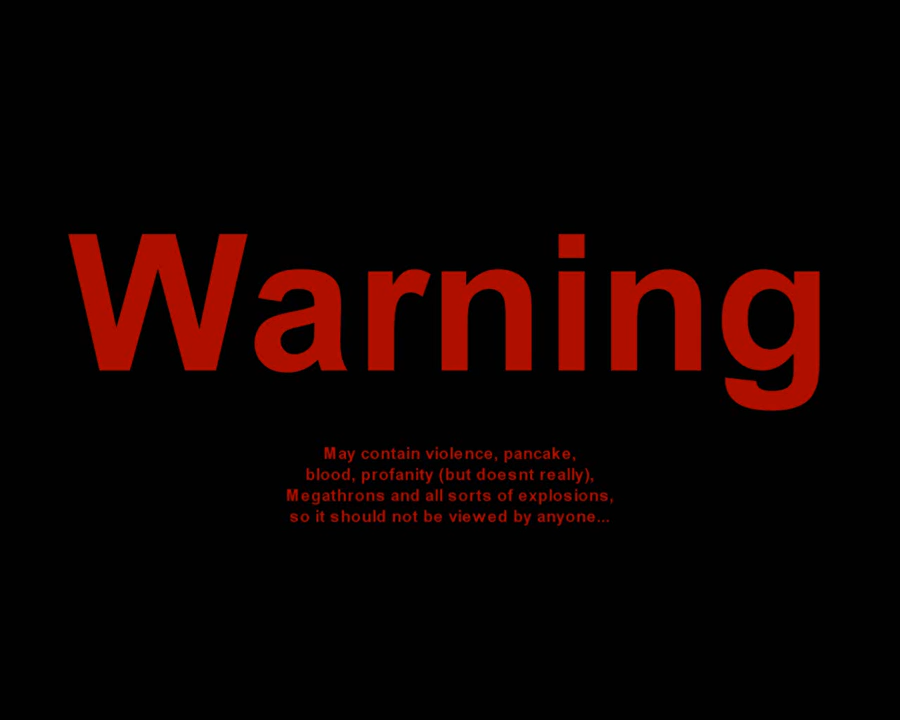 Warning
May contain violence, pancake,
blood, profanity (but doesnt really),
Megathrons and all sorts of explosions,
so it should not be viewed by anyone...